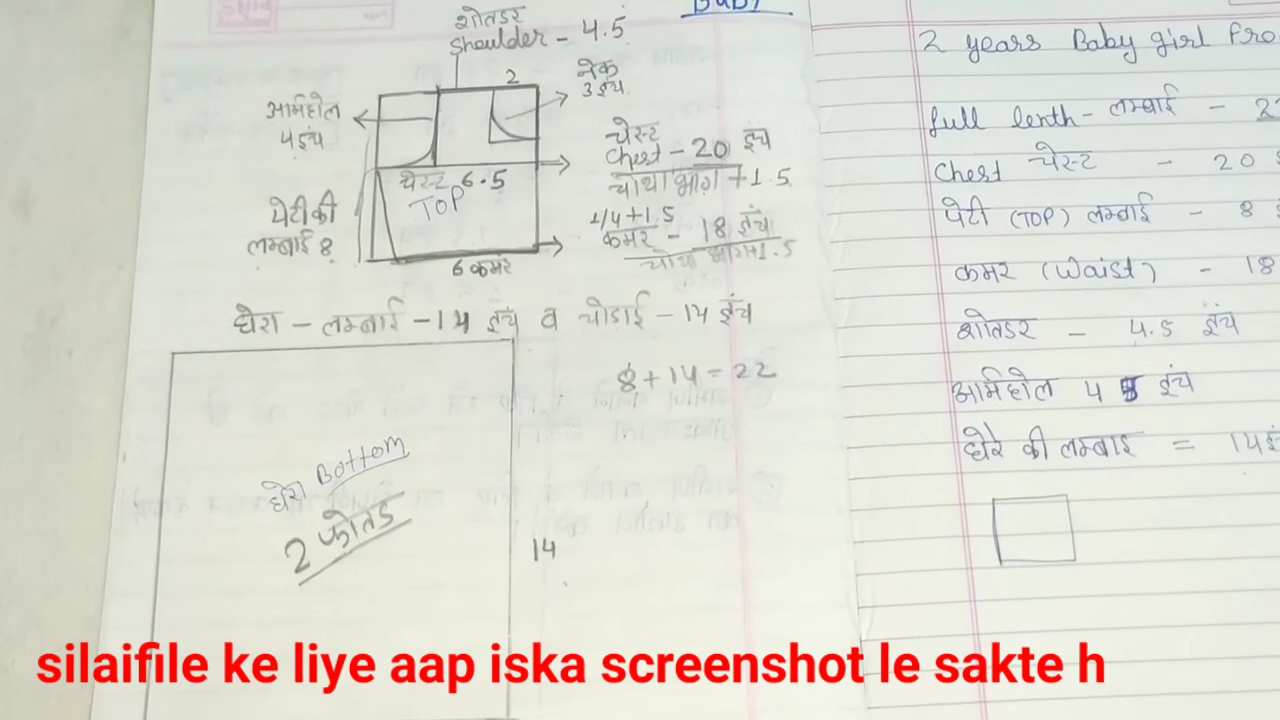 Baby
शोल्डर
Shoulder - 4.5
2
नेक
3 इंच
आर्महोल
4 इंच
चेस्ट
Chest - 20 इंच
चौथा भाग + 1.5
चेस्ट 6.5
TOP
पेटी की
लम्बाई 8
1/4 + 1.5
कमर - 18 इंच
चौथा भाग + 1.5
6 कमर
घेरा - लम्बाई - 14 इंच व चोडाई - 14 इंच
8 + 14 = 22
घेरा Bottom
2 फोल्ड
14
2 years Baby girl Fro
full lenth - लम्बाई - 2
Chest चेस्ट - 20
पेटी (TOP) लम्बाई - 8
कमर (Waist) - 18
शोल्डर - 4.5 इंच
आर्महोल 4 इंच
घेरे की लम्बाई = 14 इं
silaifile ke liye aap iska screenshot le sakte h